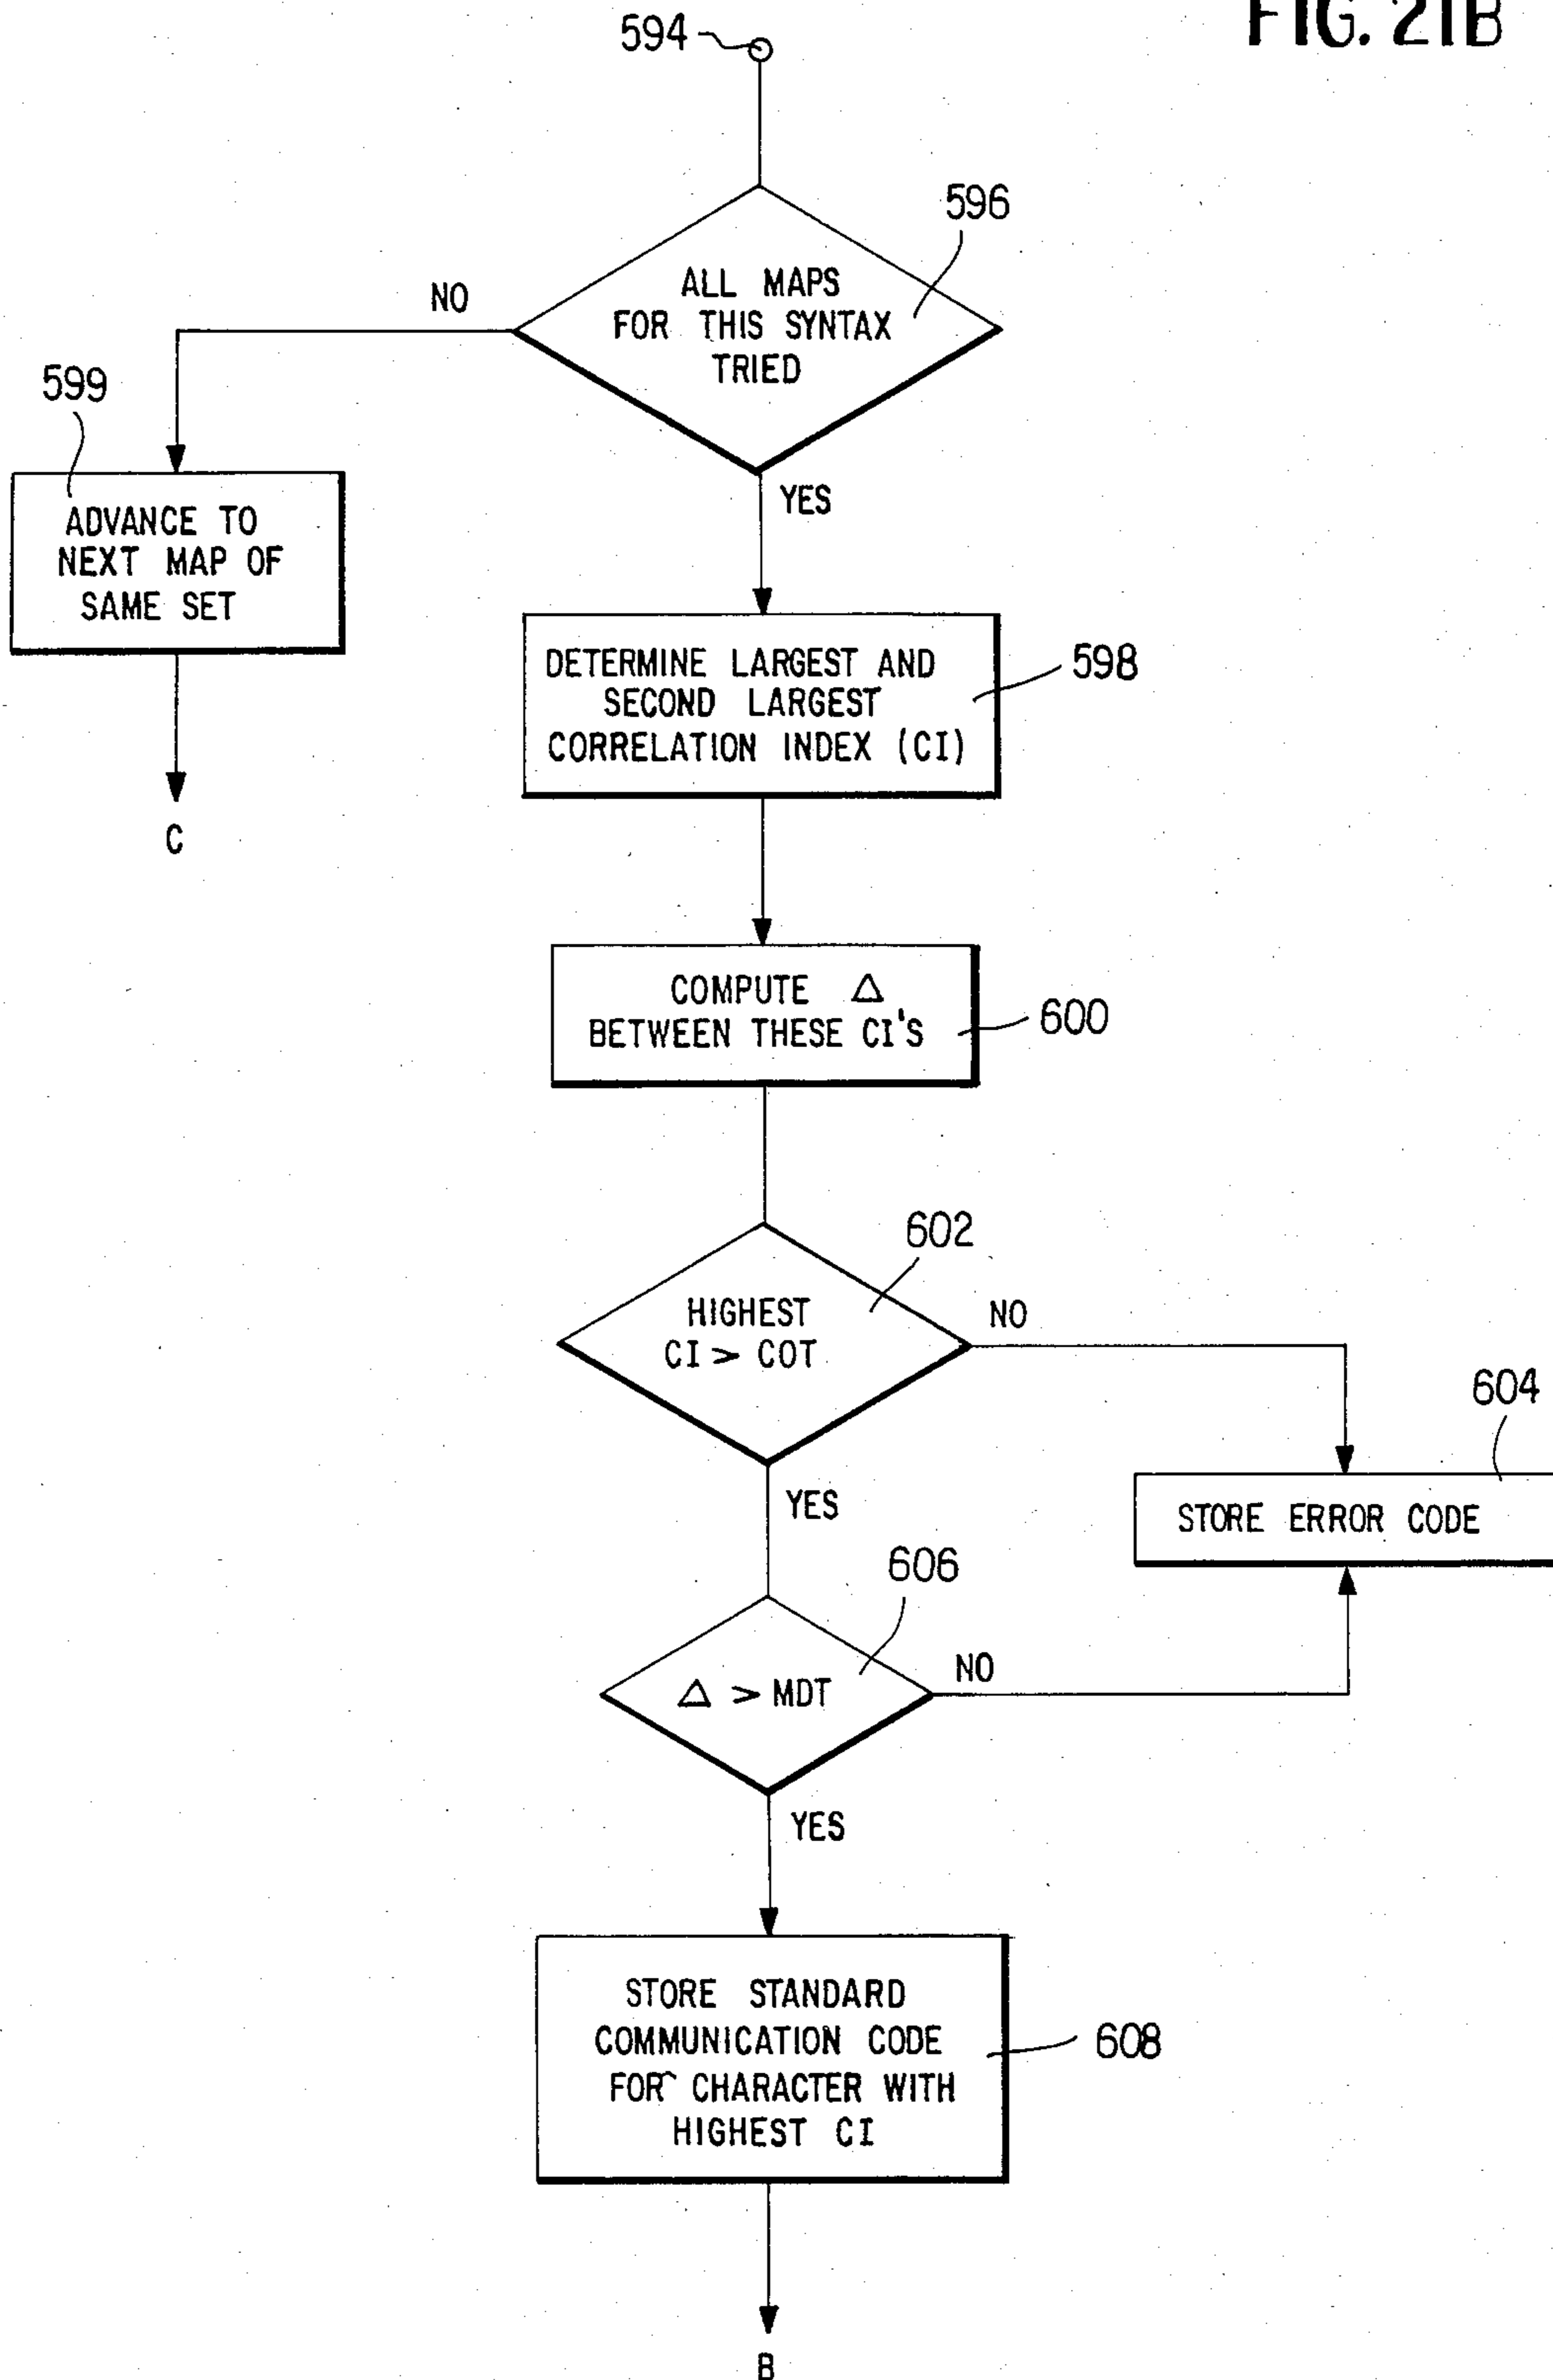 FIG. 21B
594
596
ALL MAPS
FOR THIS SYNTAX
TRIED
NO
YES
599
ADVANCE TO
NEXT MAP OF
SAME SET
C
DETERMINE LARGEST AND
SECOND LARGEST
CORRELATION INDEX (CI)
598
COMPUTE △
BETWEEN THESE CI'S
600
602
HIGHEST
CI > COT
NO
YES
604
STORE ERROR CODE
606
△ > MDT
NO
YES
STORE STANDARD
COMMUNICATION CODE
FOR CHARACTER WITH
HIGHEST CI
608
B